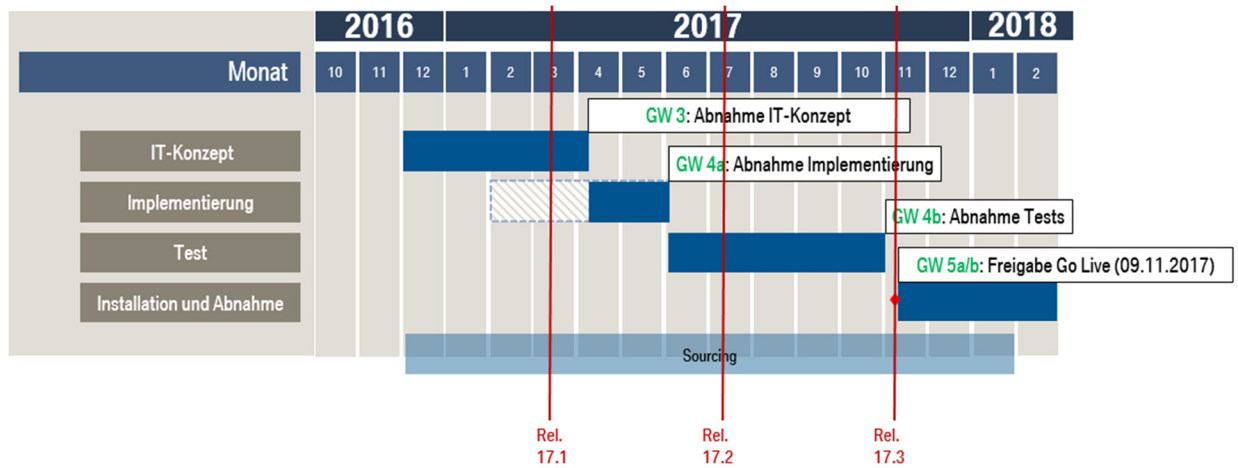 2016 2017 2018
Monat 10 11 12 1 2 3 4 5 6 7 8 9 10 11 12 1 2
GW 3: Abnahme IT-Konzept
IT-Konzept
GW 4a: Abnahme Implementierung
Implementierung
GW 4b: Abnahme Tests
Test
GW 5a/b: Freigabe Go Live (09.11.2017)
Installation und Abnahme
Sourcing
Rel. Rel. Rel.
17.1 17.2 17.3